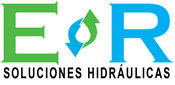 E R
SOLUCIONES HIDRÁULICAS